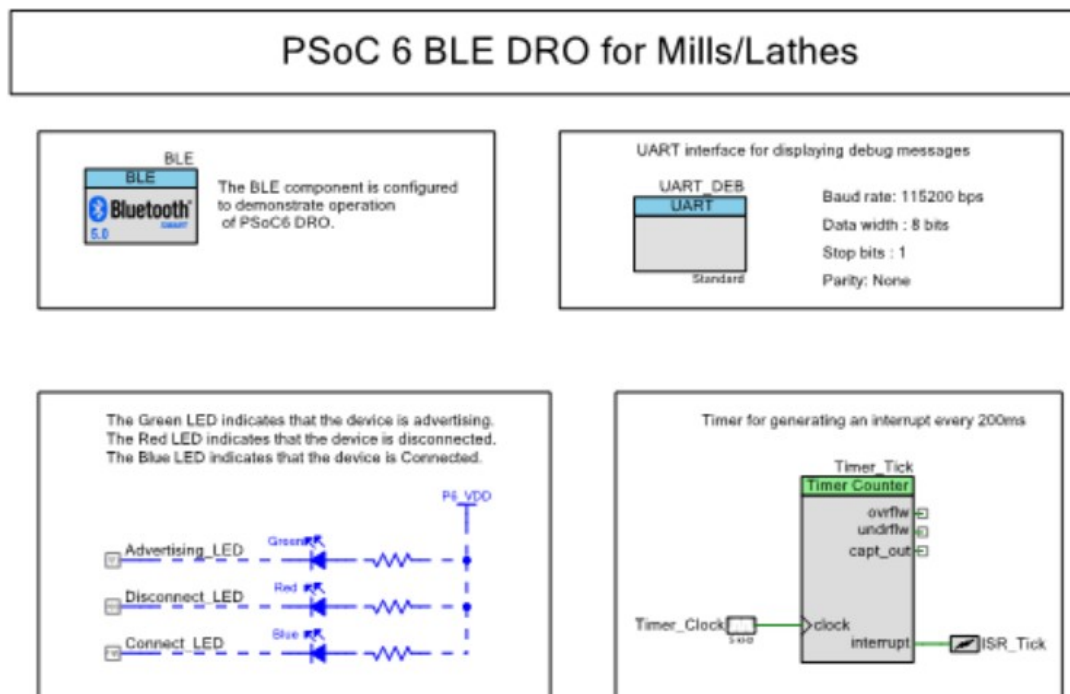 PSoC 6 BLE DRO for Mills/Lathes
BLE
BLE
Bluetooth
SMART
5.0
The BLE component is configured
to demonstrate operation
of PSoC6 DRO.
UART interface for displaying debug messages
UART_DEB
UART
Standard
Baud rate: 115200 bps
Data width : 8 bits
Stop bits : 1
Parity: None
The Green LED indicates that the device is advertising.
The Red LED indicates that the device is disconnected.
The Blue LED indicates that the device is Connected.
P6_VDD
Green
Advertising_LED
Red
Disconnect_LED
Blue
Connect_LED
Timer for generating an interrupt every 200ms
Timer_Tick
Timer Counter
ovrflw
undrflw
capt_out
Timer_Clock
clock
interrupt
ISR_Tick